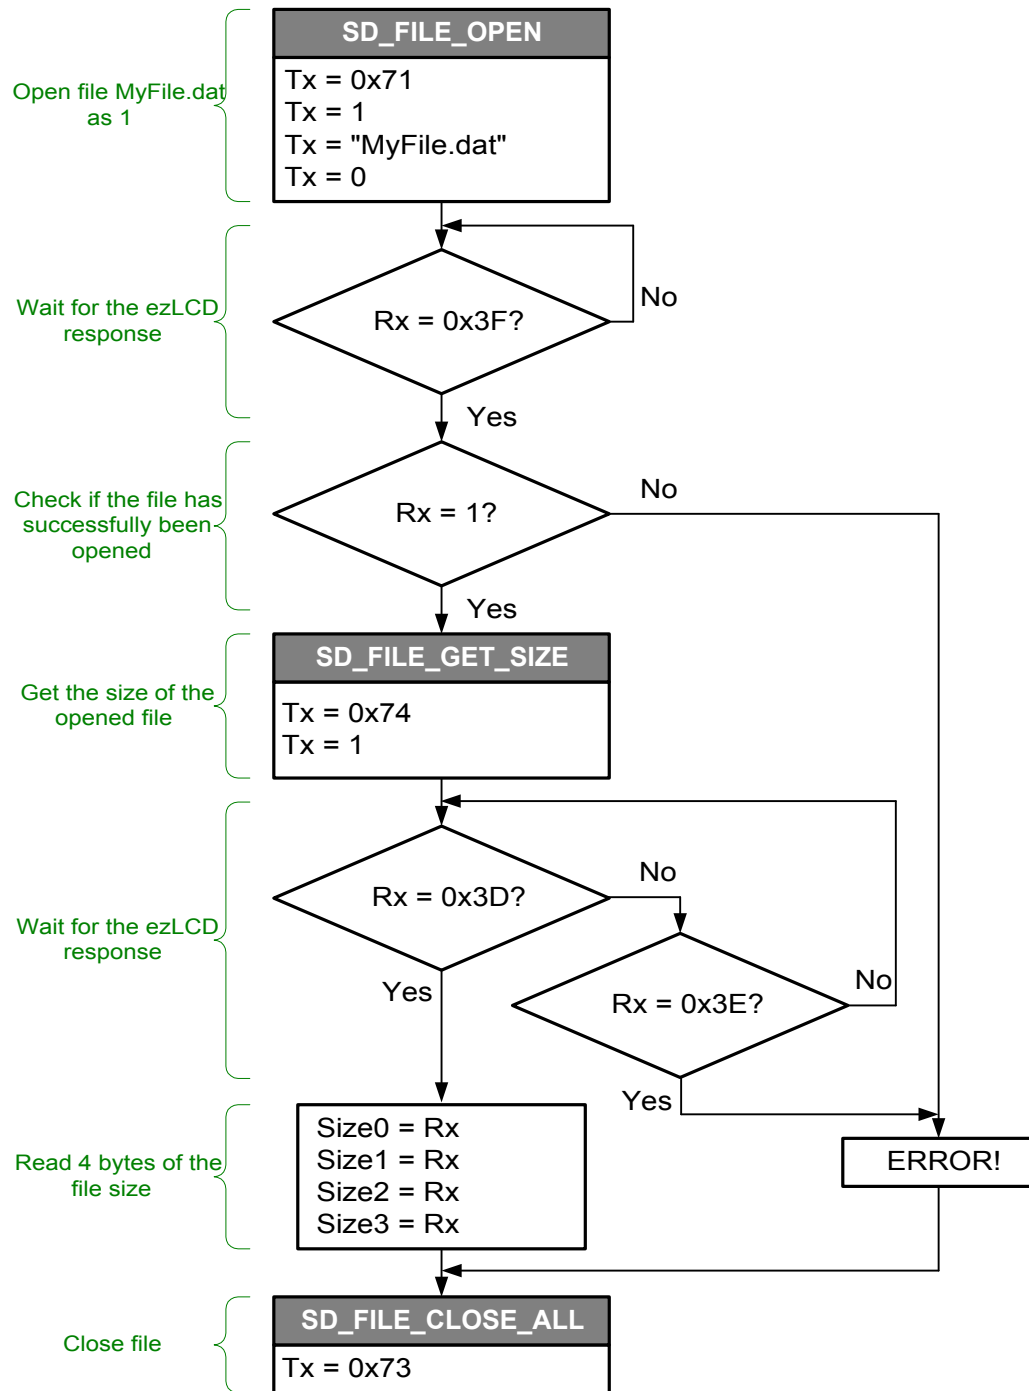 SD_FILE_OPEN
Open file MyFile.dat
as 1
Tx = 0x71
Tx = 1
Tx = "MyFile.dat"
Tx = 0
Wait for the ezLCD
response
Rx = 0x3F?
No
Yes
Check if the file has
successfully been
opened
Rx = 1?
No
Yes
SD_FILE_GET_SIZE
Get the size of the
opened file
Tx = 0x74
Tx = 1
Wait for the ezLCD
response
Rx = 0x3D?
No
Yes
Rx = 0x3E?
No
Yes
Read 4 bytes of the
file size
Size0 = Rx
Size1 = Rx
Size2 = Rx
Size3 = Rx
ERROR!
SD_FILE_CLOSE_ALL
Close file
Tx = 0x73